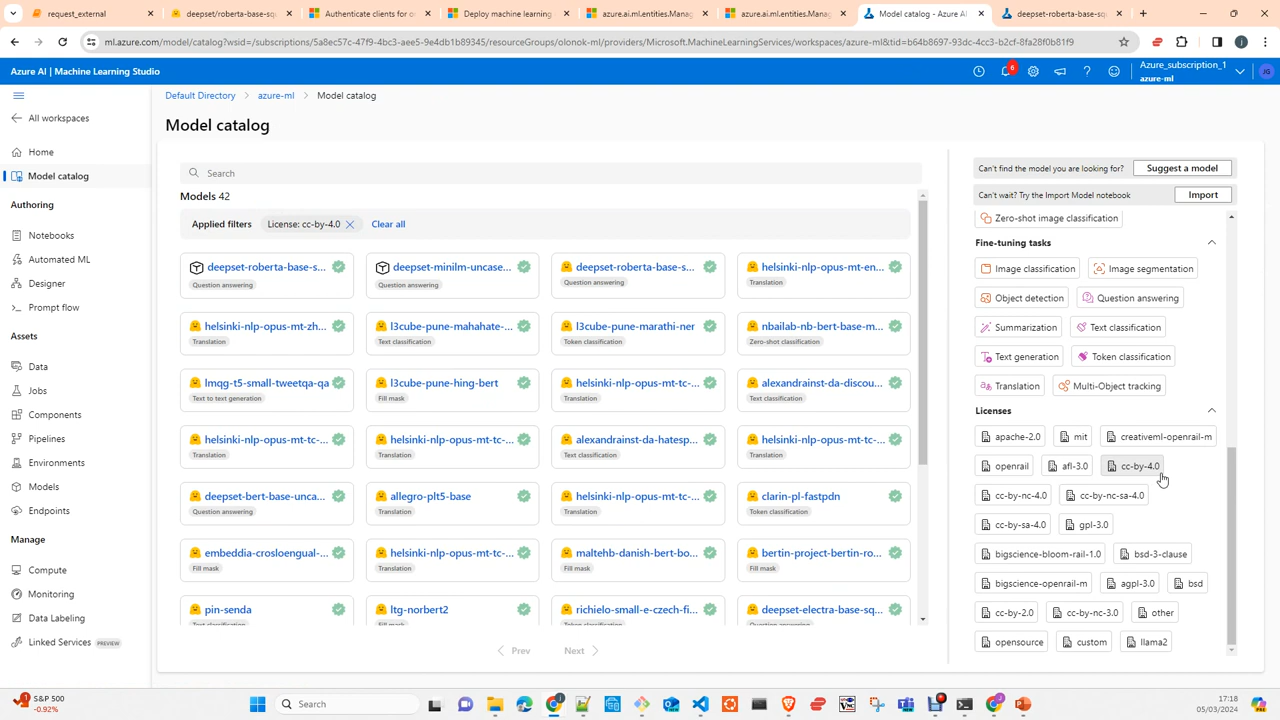 request_external
deepset/roberta-base-squ
Authenticate clients for on
Deploy machine learning
azure.ai.ml.entities.Manag
azure.ai.ml.entities.Manag
Model catalog - Azure AI
deepset-roberta-base-squ
ml.azure.com/model/catalog?wsid=/subscriptions/5a8ec57c-47f9-4bc3-aee5-9e4db1b89345/resourceGroups/olonok-ml/providers/Microsoft.MachineLearningServices/workspaces/azure-ml&tid=b64b8697-93dc-4cc3-b2cf-8fa28f0b81f9
Azure AI | Machine Learning Studio
6
Azure_subscription_1
azure-ml
JG
All workspaces
Home
Model catalog
Authoring
Notebooks
Automated ML
Designer
Prompt flow
Assets
Data
Jobs
Components
Pipelines
Environments
Models
Endpoints
Manage
Compute
Monitoring
Data Labeling
Linked Services PREVIEW
Default Directory > azure-ml > Model catalog
Model catalog
Search
Models 42
Applied filters License: cc-by-4.0 Clear all
deepset-roberta-base-s... deepset-minilm-uncase... deepset-roberta-base-s... helsinki-nlp-opus-mt-en...
Question answering Question answering Question answering Translation
helsinki-nlp-opus-mt-zh... l3cube-pune-mahahate-... l3cube-pune-marathi-ner nbailab-nb-bert-base-m...
Translation Text classification Token classification Zero-shot classification
lmqg-t5-small-tweetqa-qa l3cube-pune-hing-bert helsinki-nlp-opus-mt-tc-... alexandrainst-da-discou...
Text to text generation Fill mask Translation Text classification
helsinki-nlp-opus-mt-tc-... helsinki-nlp-opus-mt-tc-... alexandrainst-da-hatesp... helsinki-nlp-opus-mt-tc-...
Translation Translation Text classification Translation
deepset-bert-base-unca... allegro-plt5-base helsinki-nlp-opus-mt-tc-... clarin-pl-fastpdn
Question answering Translation Translation Token classification
embeddia-crosloengual-... helsinki-nlp-opus-mt-tc-... maltehb-danish-bert-bo... bertin-project-bertin-ro...
Fill mask Translation Fill mask Fill mask
pin-senda ltg-norbert2 richielo-small-e-czech-fi... deepset-electra-base-sq...
Text classification Fill mask Token classification Question answering
Prev Next
Can't find the model you are looking for? Suggest a model
Can't wait? Try the Import Model notebook Import
Zero-shot image classification
Fine-tuning tasks
Image classification Image segmentation
Object detection Question answering
Summarization Text classification
Text generation Token classification
Translation Multi-Object tracking
Licenses
apache-2.0 mit creativeml-openrail-m
openrail afl-3.0 cc-by-4.0
cc-by-nc-4.0 cc-by-nc-sa-4.0
cc-by-sa-4.0 gpl-3.0
bigscience-bloom-rail-1.0 bsd-3-clause
bigscience-openrail-m agpl-3.0 bsd
cc-by-2.0 cc-by-nc-3.0 other
opensource custom llama2
S&P 500
-0.92%
Search
17:18
05/03/2024